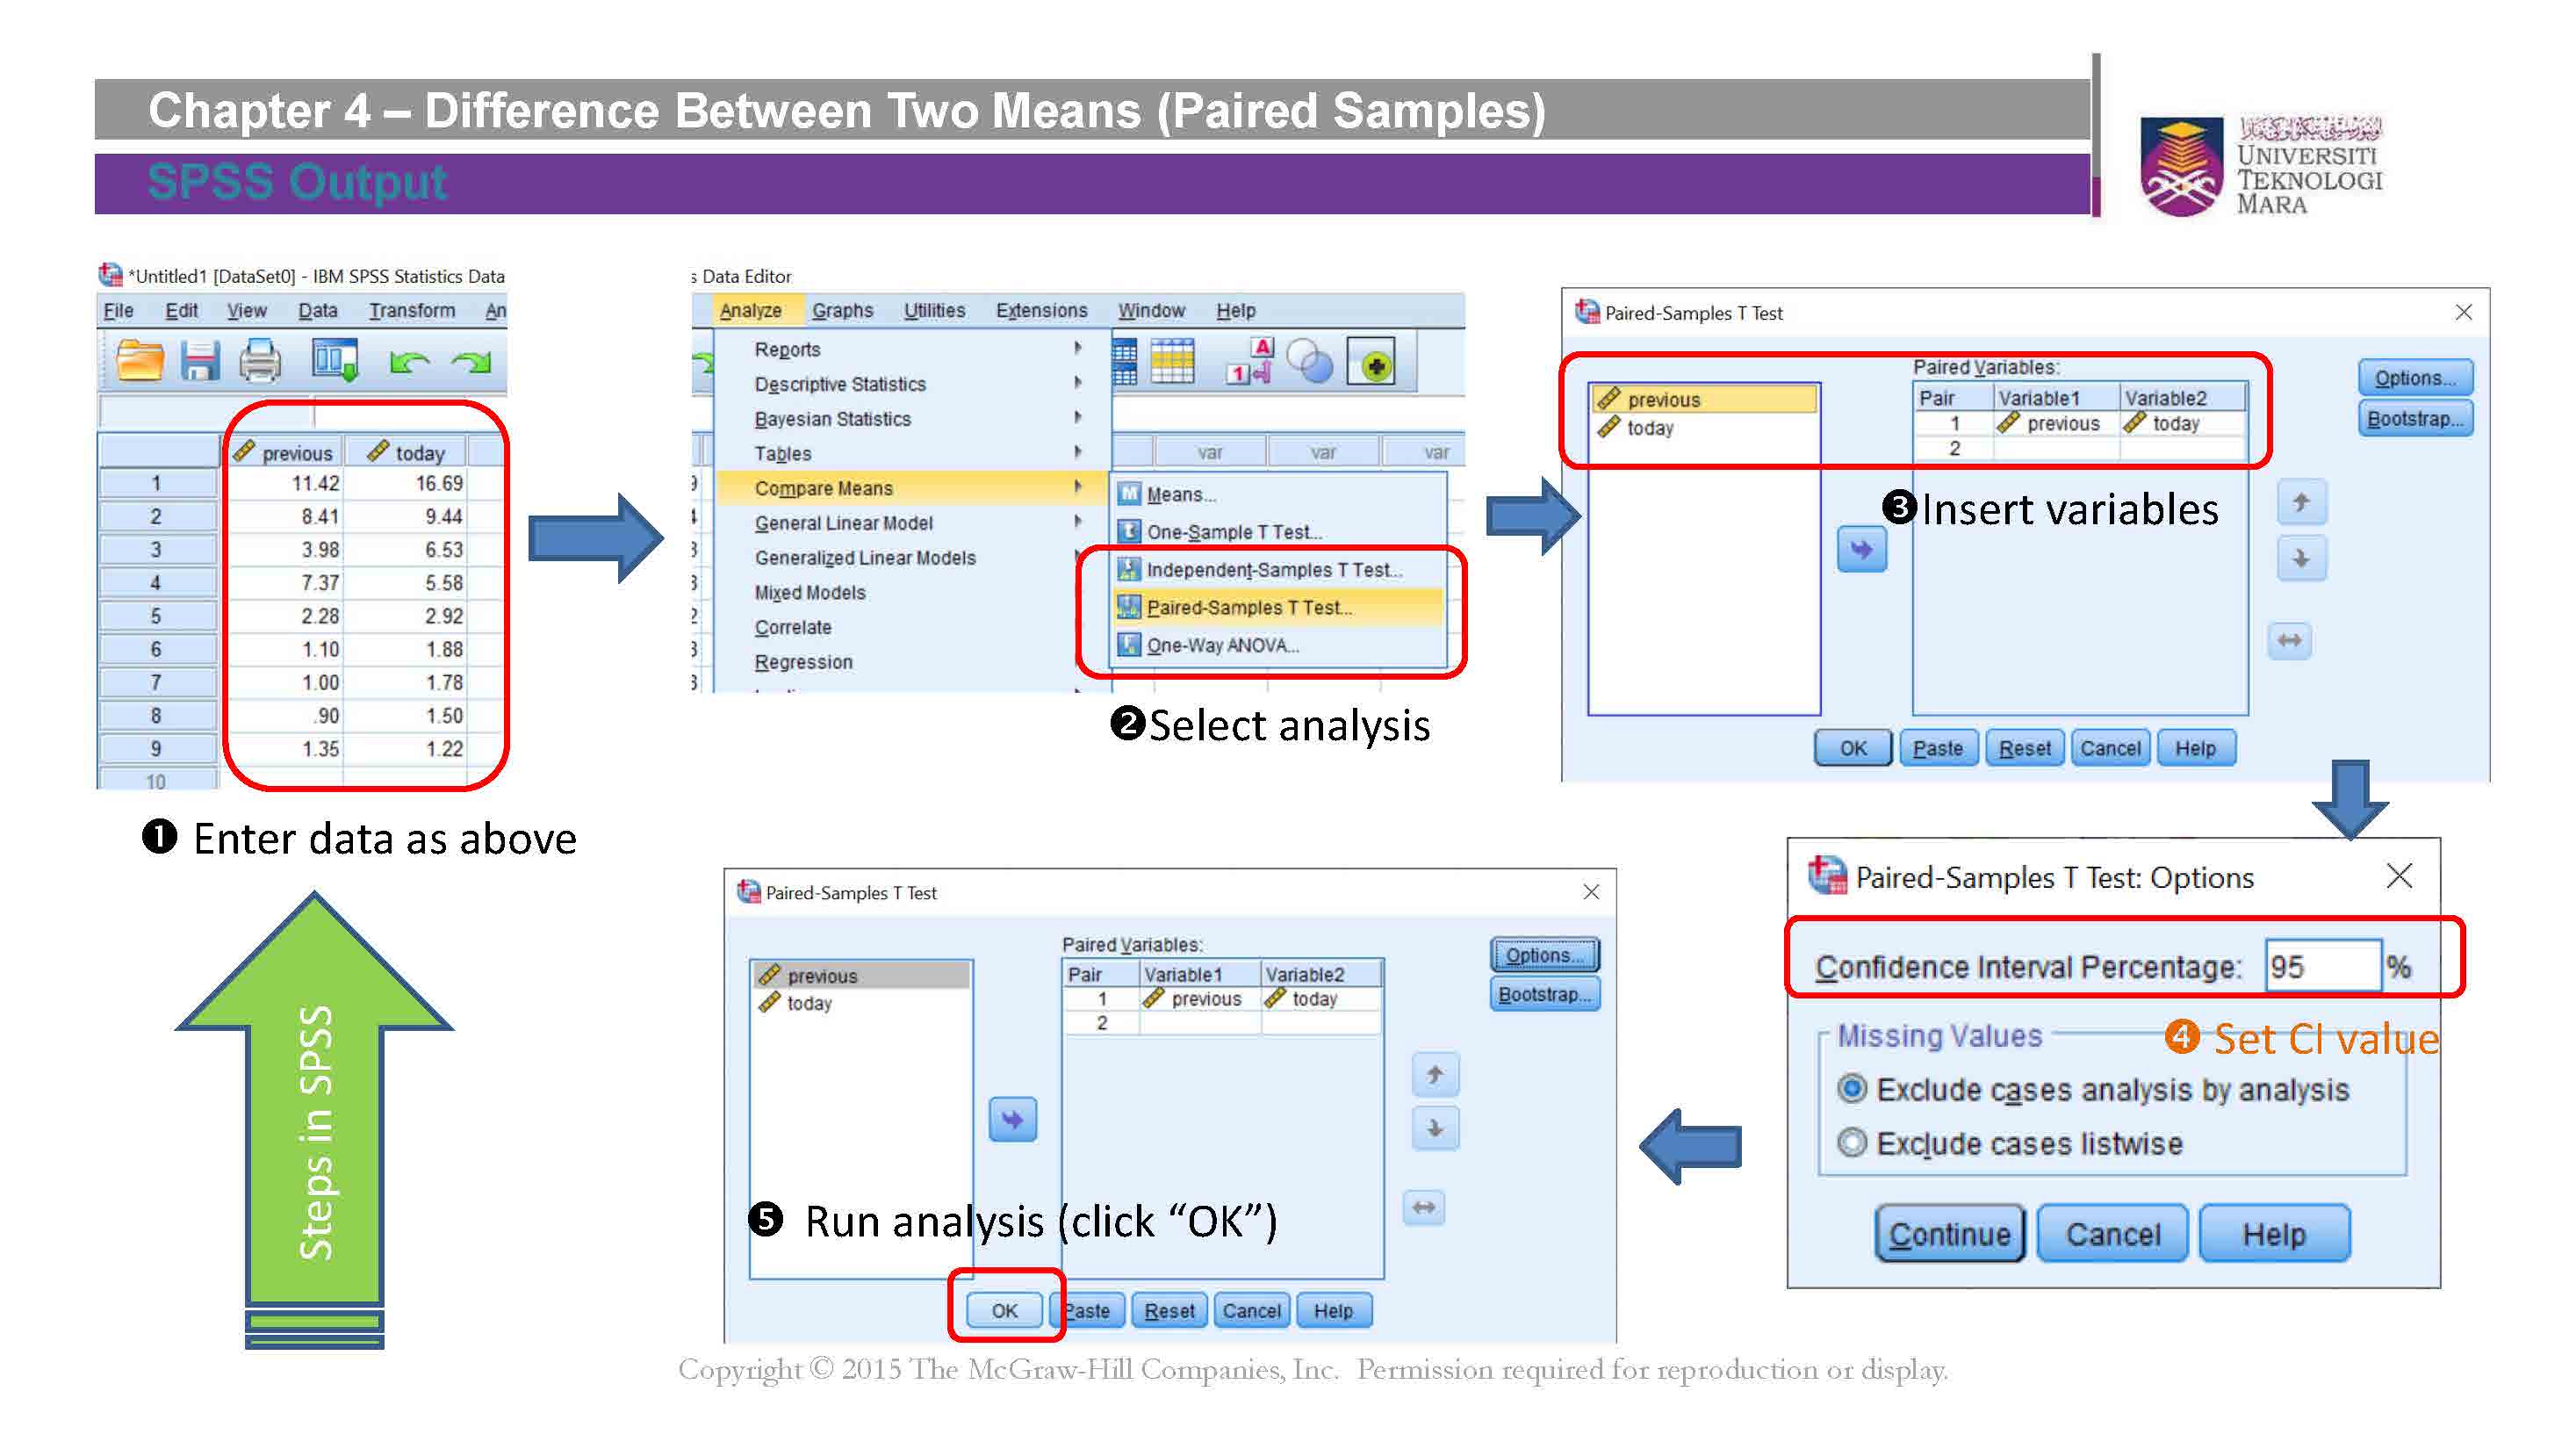 Chapter 4 – Difference Between Two Means (Paired Samples)
SPSS Output
UNIVERSITI
TEKNOLOGI
MARA
*Untitled1 [DataSet0] - IBM SPSS Statistics Data
File Edit View Data Transform An
previous today
1 11.42 16.69
2 8.41 9.44
3 3.98 6.53
4 7.37 5.58
5 2.28 2.92
6 1.10 1.88
7 1.00 1.78
8 .90 1.50
9 1.35 1.22
10
❶ Enter data as above
s Data Editor
Analyze Graphs Utilities Extensions Window Help
Reports
Descriptive Statistics
Bayesian Statistics
Tables
Compare Means
General Linear Model
Generalized Linear Models
Mixed Models
Correlate
Regression
var var var
Means...
One-Sample T Test...
Independent-Samples T Test...
Paired-Samples T Test...
One-Way ANOVA...
❷Select analysis
Paired-Samples T Test
previous
today
Paired Variables:
Pair Variable1 Variable2
1 previous today
2
Options...
Bootstrap...
❸Insert variables
OK Paste Reset Cancel Help
Paired-Samples T Test: Options
Confidence Interval Percentage: 95 %
❹ Set CI value
Missing Values
Exclude cases analysis by analysis
Exclude cases listwise
Continue Cancel Help
Paired-Samples T Test
previous
today
Paired Variables:
Pair Variable1 Variable2
1 previous today
2
Options...
Bootstrap...
❺ Run analysis (click “OK”)
OK Paste Reset Cancel Help
Steps in SPSS
Copyright © 2015 The McGraw-Hill Companies, Inc. Permission required for reproduction or display.